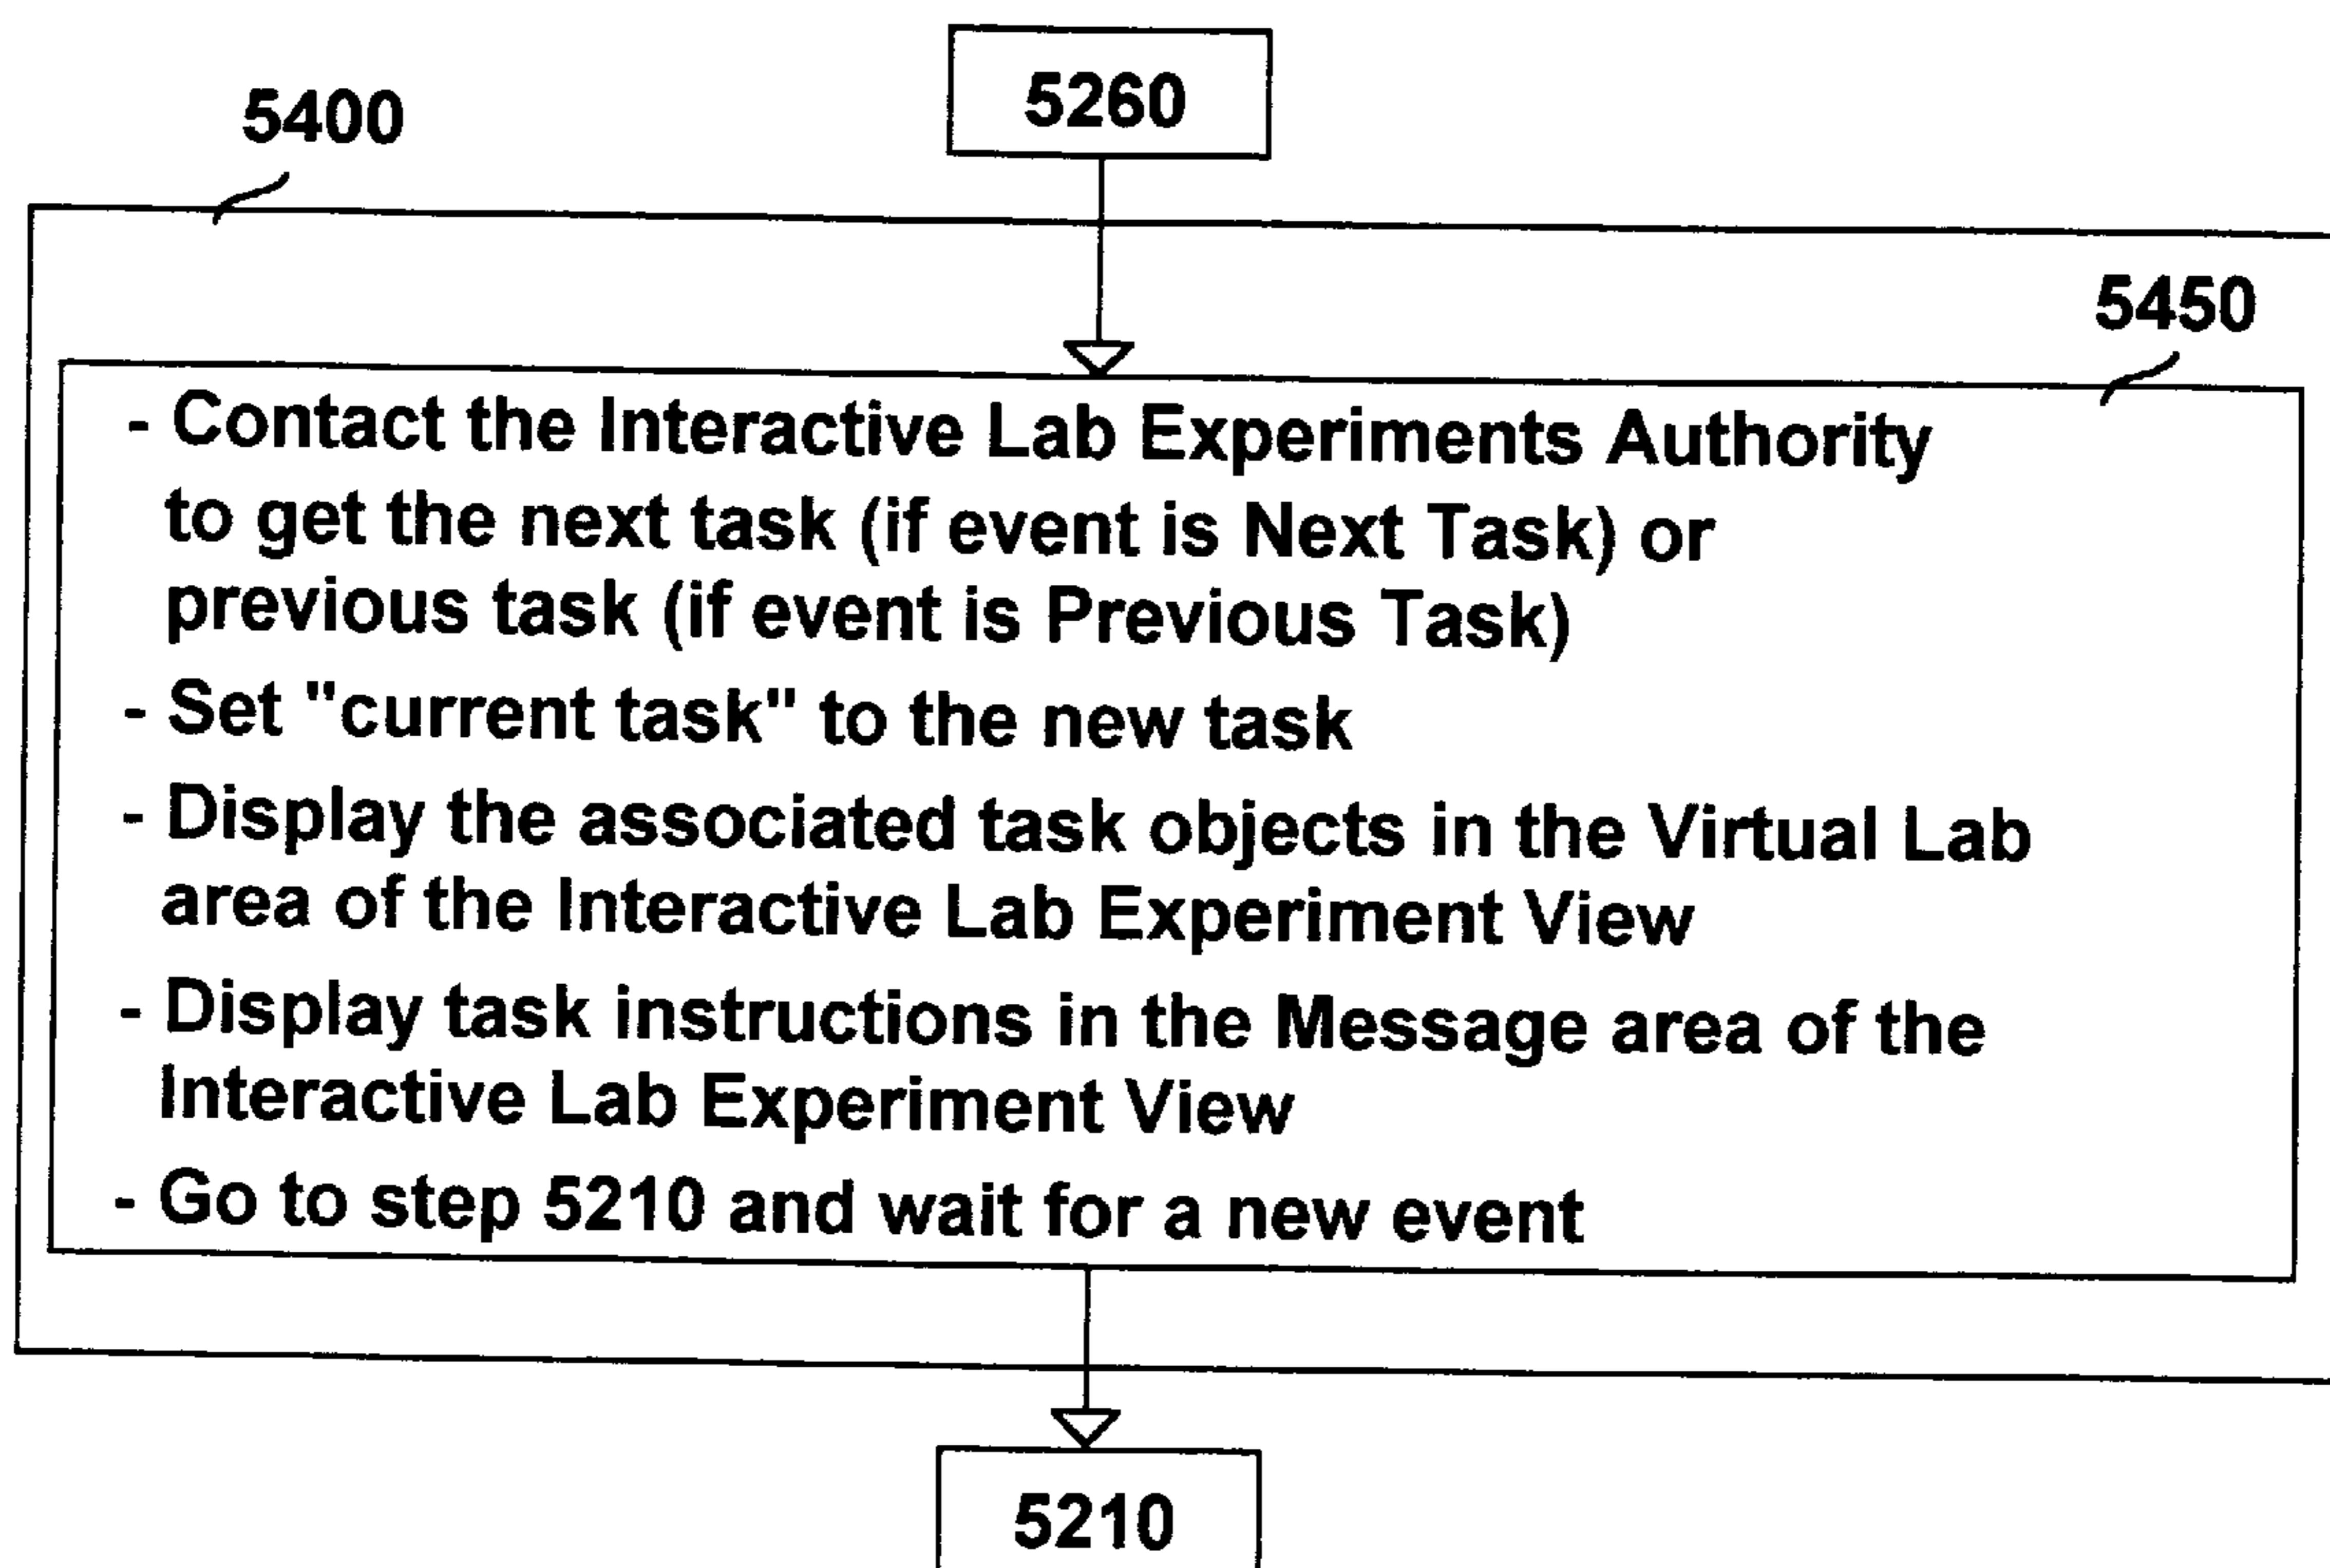 5260
5400
5450
- Contact the Interactive Lab Experiments Authority
to get the next task (if event is Next Task) or
previous task (if event is Previous Task)
- Set "current task" to the new task
- Display the associated task objects in the Virtual Lab
area of the Interactive Lab Experiment View
- Display task instructions in the Message area of the
Interactive Lab Experiment View
- Go to step 5210 and wait for a new event
5210